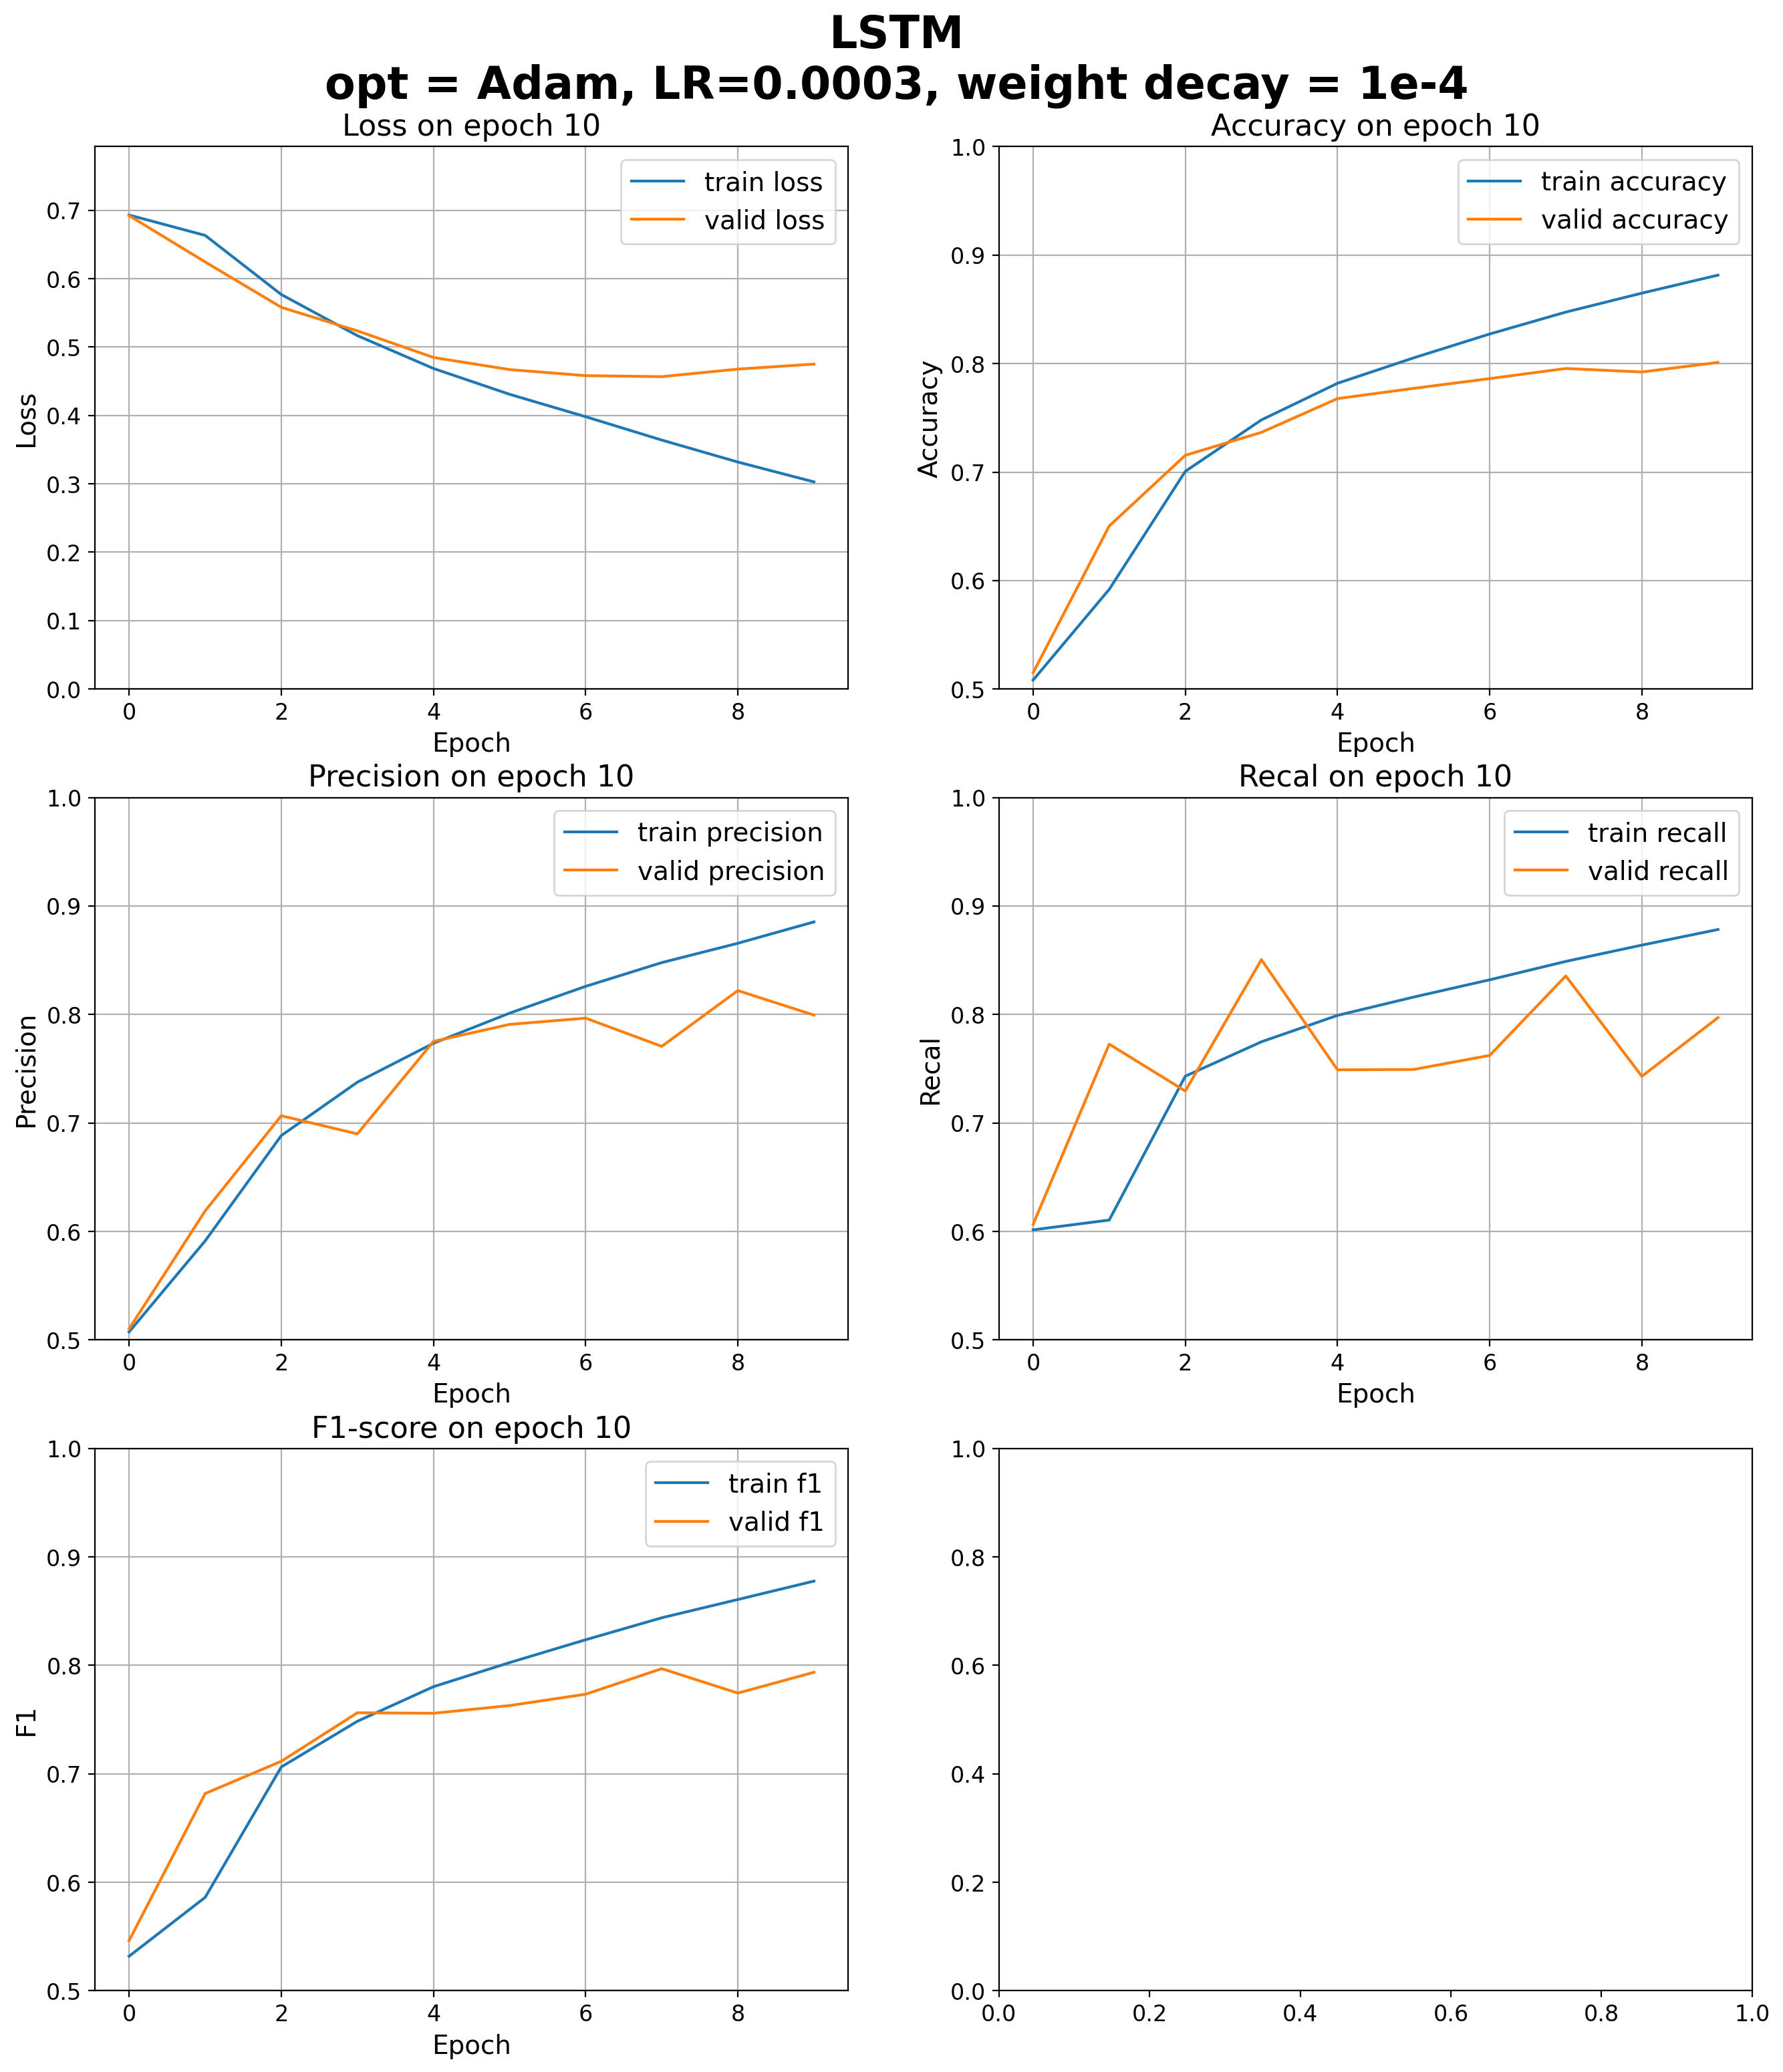 LSTM
opt = Adam, LR=0.0003, weight decay = 1e-4
Loss on epoch 10
train loss
valid loss
0.7
0.6
0.5
0.4
0.3
0.2
0.1
0.0
Loss
0 2 4 6 8
Epoch
Accuracy on epoch 10
train accuracy
valid accuracy
1.0
0.9
0.8
0.7
0.6
0.5
Accuracy
0 2 4 6 8
Epoch
Precision on epoch 10
train precision
valid precision
1.0
0.9
0.8
0.7
0.6
0.5
Precision
0 2 4 6 8
Epoch
Recal on epoch 10
train recall
valid recall
1.0
0.9
0.8
0.7
0.6
0.5
Recal
0 2 4 6 8
Epoch
F1-score on epoch 10
train f1
valid f1
1.0
0.9
0.8
0.7
0.6
0.5
F1
0 2 4 6 8
Epoch
1.0
0.8
0.6
0.4
0.2
0.0
0.0 0.2 0.4 0.6 0.8 1.0